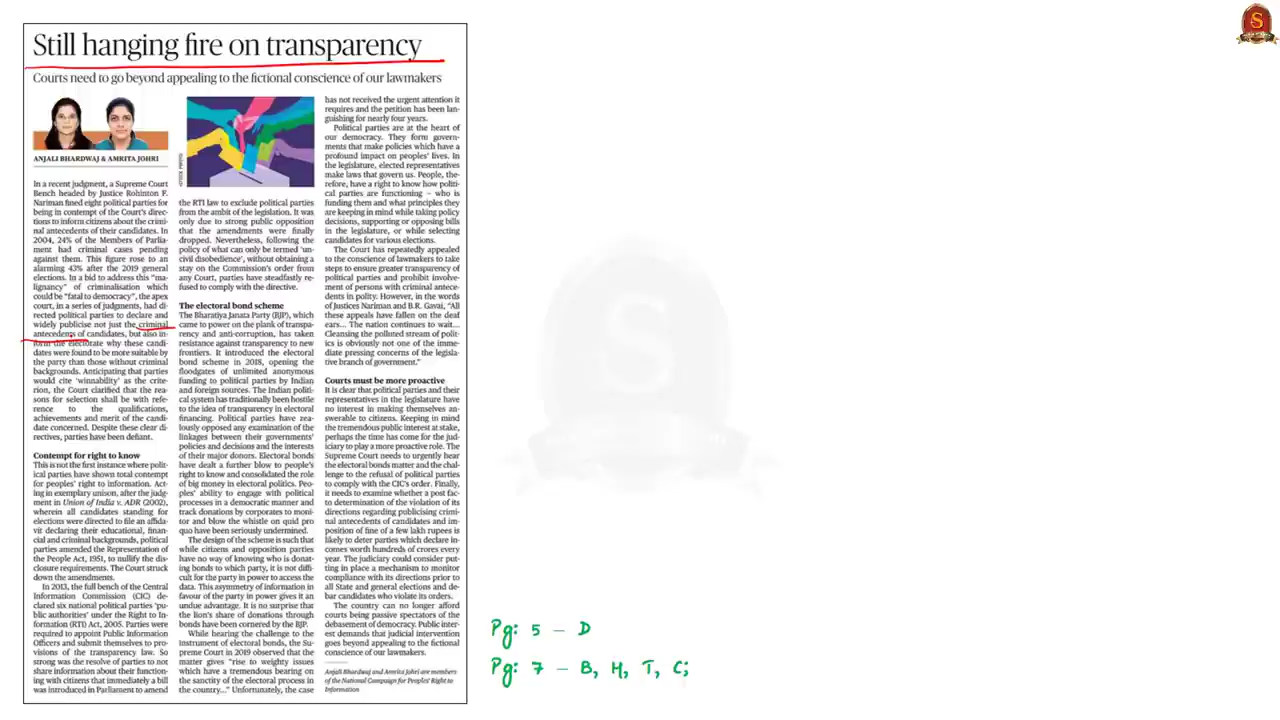 Still hanging fire on transparency
Courts need to go beyond appealing to the fictional conscience of our lawmakers
ANJALI BHARDWAJ & AMRITA JOHRI
In a recent judgment, a Supreme Court
Bench headed by Justice Rohinton F.
Nariman fined eight political parties for
being in contempt of the Court's direc-
tions to inform citizens about the crimi-
nal antecedents of their candidates. In
2004, 24% of the Members of Parlia-
ment had criminal cases pending
against them. This figure rose to an
alarming 43% after the 2019 general
elections. In a bid to address this "ma-
lignancy" of criminalisation which
could be "fatal to democracy", the apex
court, in a series of judgments, had di-
rected political parties to declare and
widely publicise not just the criminal
antecedents of candidates, but also in-
form the electorate why these candi-
dates were found to be more suitable by
the party than those without criminal
backgrounds. Anticipating that parties
would cite 'winnability' as the crite-
rion, the Court clarified that the rea-
sons for selection shall be with refe-
rence to the qualifications,
achievements and merit of the candi-
date concerned. Despite these clear di-
rectives, parties have been defiant.
Contempt for right to know
This is not the first instance where polit-
ical parties have shown total contempt
for peoples' right to information. Act-
ing in exemplary unison, after the judg-
ment in Union of India v. ADR (2002),
wherein all candidates standing for
elections were directed to file an affida-
vit declaring their educational, finan-
cial and criminal backgrounds, political
parties amended the Representation of
the People Act, 1951, to nullify the dis-
closure requirements. The Court struck
down the amendments.
In 2013, the full bench of the Central
Information Commission (CIC) de-
clared six national political parties 'pu-
blic authorities' under the Right to In-
formation (RTI) Act, 2005. Parties were
required to appoint Public Information
Officers and submit themselves to pro-
visions of the transparency law. So
strong was the resolve of parties to not
share information about their function-
ing with citizens that immediately a bill
was introduced in Parliament to amend
ISTOCK PHOTO
the RTI law to exclude political parties
from the ambit of the legislation. It was
only due to strong public opposition
that the amendments were finally
dropped. Nevertheless, following the
policy of what can only be termed 'un-
civil disobedience', without obtaining a
stay on the Commission's order from
any Court, parties have steadfastly re-
fused to comply with the directive.
The electoral bond scheme
The Bharatiya Janata Party (BJP), which
came to power on the plank of transpa-
rency and anti-corruption, has taken
resistance against transparency to new
frontiers. It introduced the electoral
bond scheme in 2018, opening the
floodgates of unlimited anonymous
funding to political parties by Indian
and foreign sources. The Indian politi-
cal system has traditionally been hostile
to the idea of transparency in electoral
financing. Political parties have zea-
lously opposed any examination of the
linkages between their governments'
policies and decisions and the interests
of their major donors. Electoral bonds
have dealt a further blow to people's
right to know and consolidated the role
of big money in electoral politics. Peo-
ples' ability to engage with political
processes in a democratic manner and
track donations by corporates to moni-
tor and blow the whistle on quid pro
quo have been seriously undermined.
The design of the scheme is such that
while citizens and opposition parties
have no way of knowing who is donat-
ing bonds to which party, it is not diffi-
cult for the party in power to access the
data. This asymmetry of information in
favour of the party in power gives it an
undue advantage. It is no surprise that
the lion's share of donations through
bonds have been cornered by the BJP.
While hearing the challenge to the
instrument of electoral bonds, the Su-
preme Court in 2019 observed that the
matter gives "rise to weighty issues
which have a tremendous bearing on
the sanctity of the electoral process in
the country..." Unfortunately, the case
has not received the urgent attention it
requires and the petition has been lan-
guishing for nearly four years.
Political parties are at the heart of
our democracy. They form govern-
ments that make policies which have a
profound impact on peoples' lives. In
the legislature, elected representatives
make laws that govern us. People, the-
refore, have a right to know how politi-
cal parties are functioning – who is
funding them and what principles they
are keeping in mind while taking policy
decisions, supporting or opposing bills
in the legislature, or while selecting
candidates for various elections.
The Court has repeatedly appealed
to the conscience of lawmakers to take
steps to ensure greater transparency of
political parties and prohibit involve-
ment of persons with criminal antece-
dents in polity. However, in the words
of Justices Nariman and B.R. Gavai, "All
these appeals have fallen on the deaf
ears... The nation continues to wait...
Cleansing the polluted stream of polit-
ics is obviously not one of the imme-
diate pressing concerns of the legisla-
tive branch of government."
Courts must be more proactive
It is clear that political parties and their
representatives in the legislature have
no interest in making themselves an-
swerable to citizens. Keeping in mind
the tremendous public interest at stake,
perhaps the time has come for the jud-
iciary to play a more proactive role. The
Supreme Court needs to urgently hear
the electoral bonds matter and the chal-
lenge to the refusal of political parties
to comply with the CIC's order. Finally,
it needs to examine whether a post fac-
to determination of the violation of its
directions regarding publicising crimi-
nal antecedents of candidates and im-
position of fine of a few lakh rupees is
likely to deter parties which declare in-
comes worth hundreds of crores every
year. The judiciary could consider put-
ting in place a mechanism to monitor
compliance with its directions prior to
all State and general elections and de-
bar candidates who violate its orders.
The country can no longer afford
courts being passive spectators of the
debasement of democracy. Public inter-
est demands that judicial intervention
goes beyond appealing to the fictional
conscience of our lawmakers.
Anjali Bhardwaj and Amrita Johri are members
of the National Campaign for Peoples' Right to
Information
Pg: 5 – D
Pg: 7 – B, H, T, C;